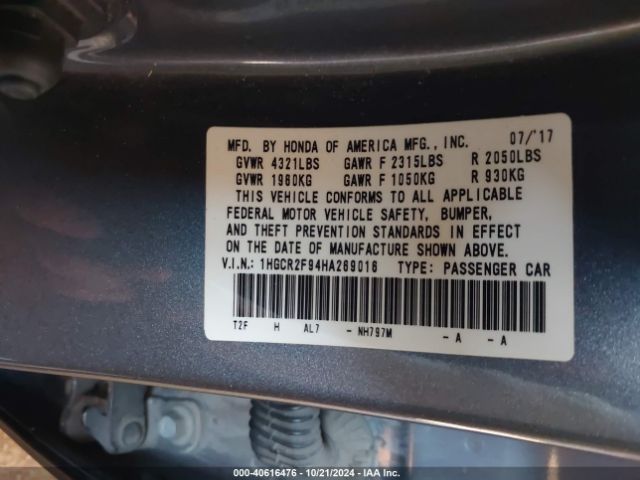 MFD. BY HONDA OF AMERICA MFG., INC. 07/'17
GVWR 4321LBS GAWR F 2315LBS R 2050LBS
GVWR 1960KG GAWR F 1050KG R 930KG
THIS VEHICLE CONFORMS TO ALL APPLICABLE
FEDERAL MOTOR VEHICLE SAFETY, BUMPER,
AND THEFT PREVENTION STANDARDS IN EFFECT
ON THE DATE OF MANUFACTURE SHOWN ABOVE.
V.I.N.: 1HGCR2F94HA269016 TYPE: PASSENGER CAR
T2F H AL7 - NH797M - A - A
000-40616476 - 10/21/2024 - IAA Inc.